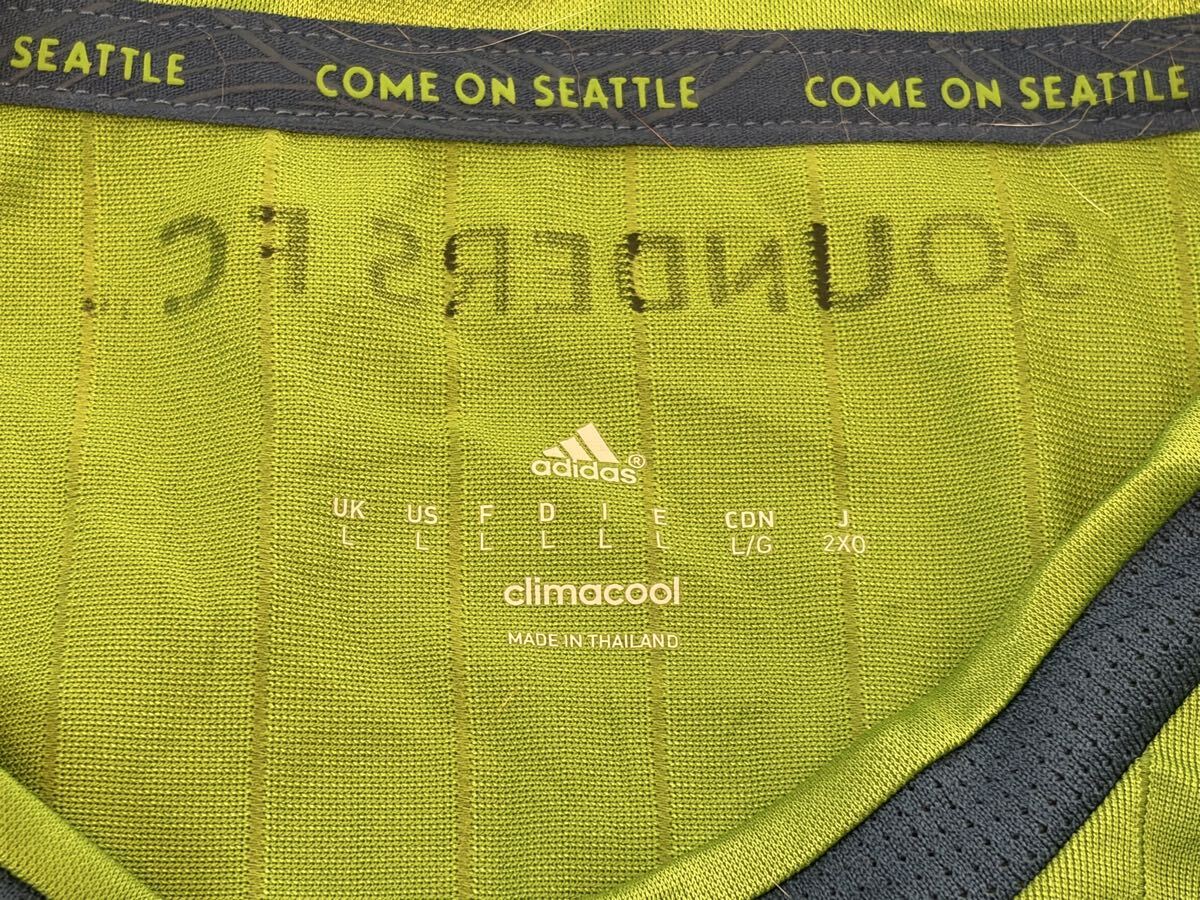 SEATTLE COME ON SEATTLE COME ON SEATTLE
SOUNDERS FC
adidas®
UK US F D I E CDN J
L L L L L L L/G 2XO
climacool
MADE IN THAILAND